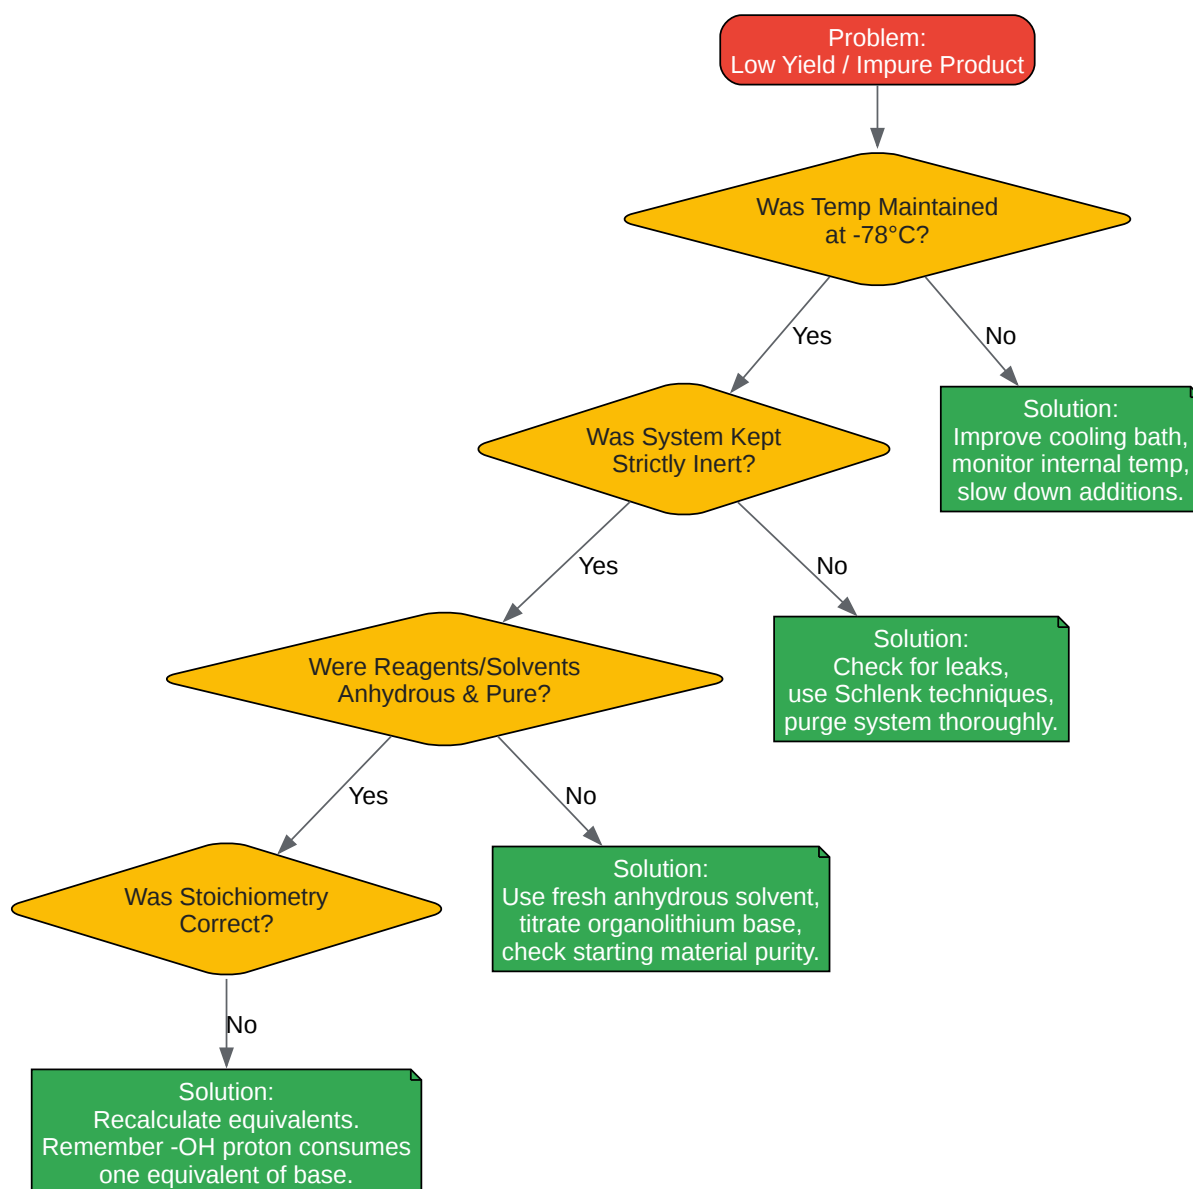 Problem:
Low Yield / Impure Product
Was Temp Maintained
at -78°C?
Yes
No
Was System Kept
Strictly Inert?
Solution:
Improve cooling bath,
monitor internal temp,
slow down additions.
Yes
No
Were Reagents/Solvents
Anhydrous & Pure?
Solution:
Check for leaks,
use Schlenk techniques,
purge system thoroughly.
Yes
No
Was Stoichiometry
Correct?
Solution:
Use fresh anhydrous solvent,
titrate organolithium base,
check starting material purity.
No
Solution:
Recalculate equivalents.
Remember -OH proton consumes
one equivalent of base.